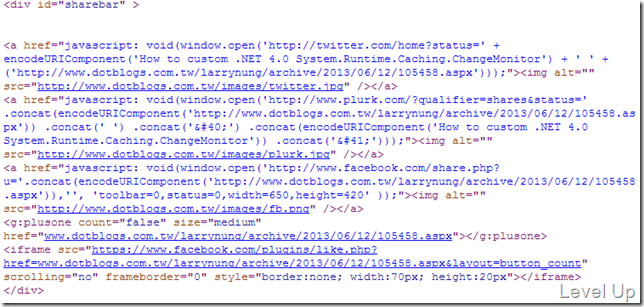 <div id="sharebar" >
<a href="javascript: void(window.open('http://twitter.com/home?status=' +
encodeURIComponent('How to custom .NET 4.0 System.Runtime.Caching.ChangeMonitor') + ' ' +
('http://www.dotblogs.com.tw/larrynung/archive/2013/06/12/105458.aspx')));"><img alt=""
src="http://www.dotblogs.com.tw/images/twitter.jpg" /></a>
<a href="javascript: void(window.open('http://www.plurk.com/?qualifier=shares&status='
.concat(encodeURIComponent('http://www.dotblogs.com.tw/larrynung/archive/2013/06/12/105458.as
px')) .concat(' ') .concat('&#40;') .concat(encodeURIComponent('How to custom .NET 4.0
System.Runtime.Caching.ChangeMonitor')) .concat('&#41;')));"><img alt=""
src="http://www.dotblogs.com.tw/images/plurk.jpg" /></a>
<a href="javascript: void(window.open('http://www.facebook.com/share.php?
u='.concat(encodeURIComponent('http://www.dotblogs.com.tw/larrynung/archive/2013/06/12/105458
.aspx')),'', 'toolbar=0,status=0,width=650,height=420' ));"><img alt=""
src="http://www.dotblogs.com.tw/images/fb.png" /></a>
<g:plusone count="false" size="medium"
href="www.dotblogs.com.tw/larrynung/archive/2013/06/12/105458.aspx"></g:plusone>
<iframe src="https://www.facebook.com/plugins/like.php?
href=www.dotblogs.com.tw/larrynung/archive/2013/06/12/105458.aspx&layout=button_count"
scrolling="no" frameborder="0" style="border:none; width:70px; height:20px"></iframe>
</div>
Level Up